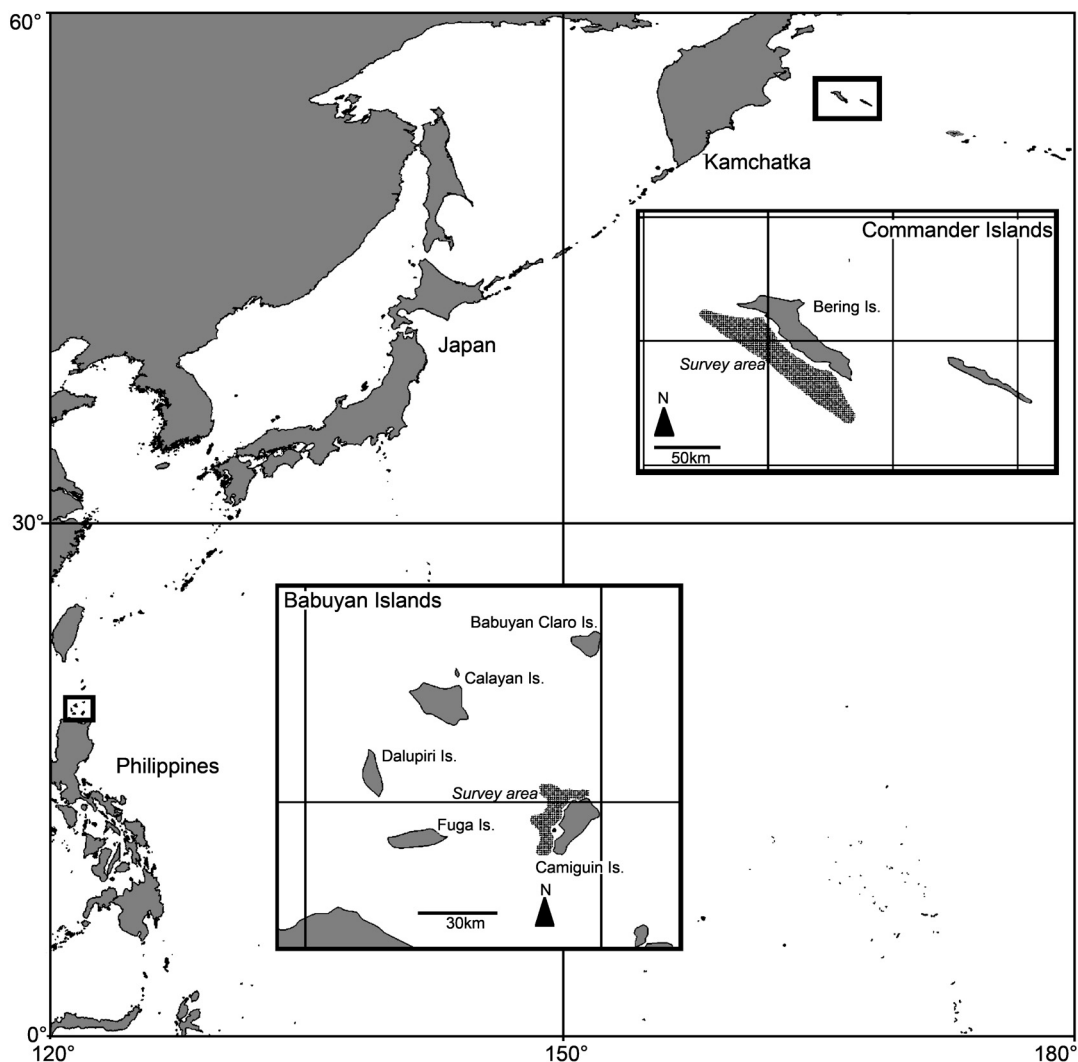 60°
Kamchatka
Commander Islands
Bering Is.
Japan
Survey area
N
50km
30°
Babuyan Islands
Babuyan Claro Is.
Calayan Is.
Dalupiri Is.
Philippines
Survey area
Fuga Is.
Camiguin Is.
N
30km
0°
120°
150°
180°